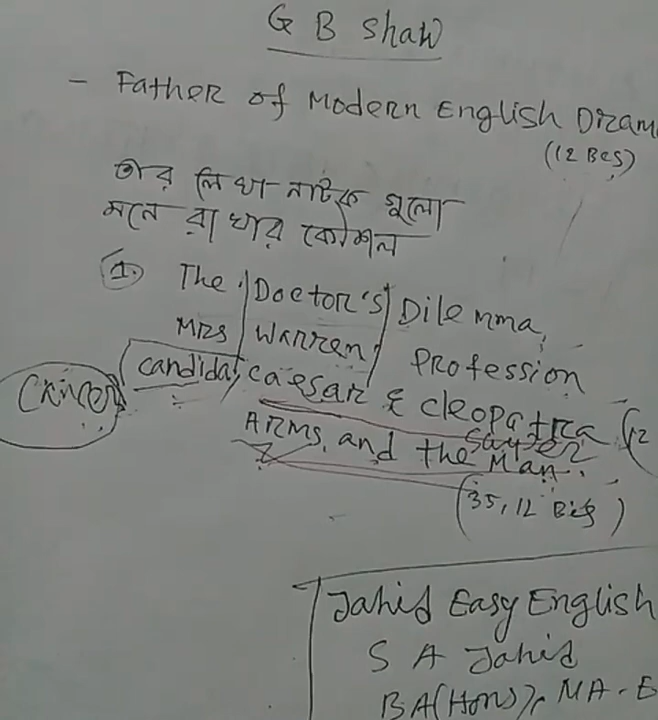 G B Shaw
- Father of Modern English Dram
(12 Bcs)
তার লিখা নাটক গুলো
মনে রাখার কৌশল
1. The Doctor's Dilemma,
Mrs Warren, Profession
candida, caesar & cleopatra (12
Arms, and the Man.
(35, 12 Bcs)
Jahid Easy English
S A Jahid
BA(Hons), MA - E